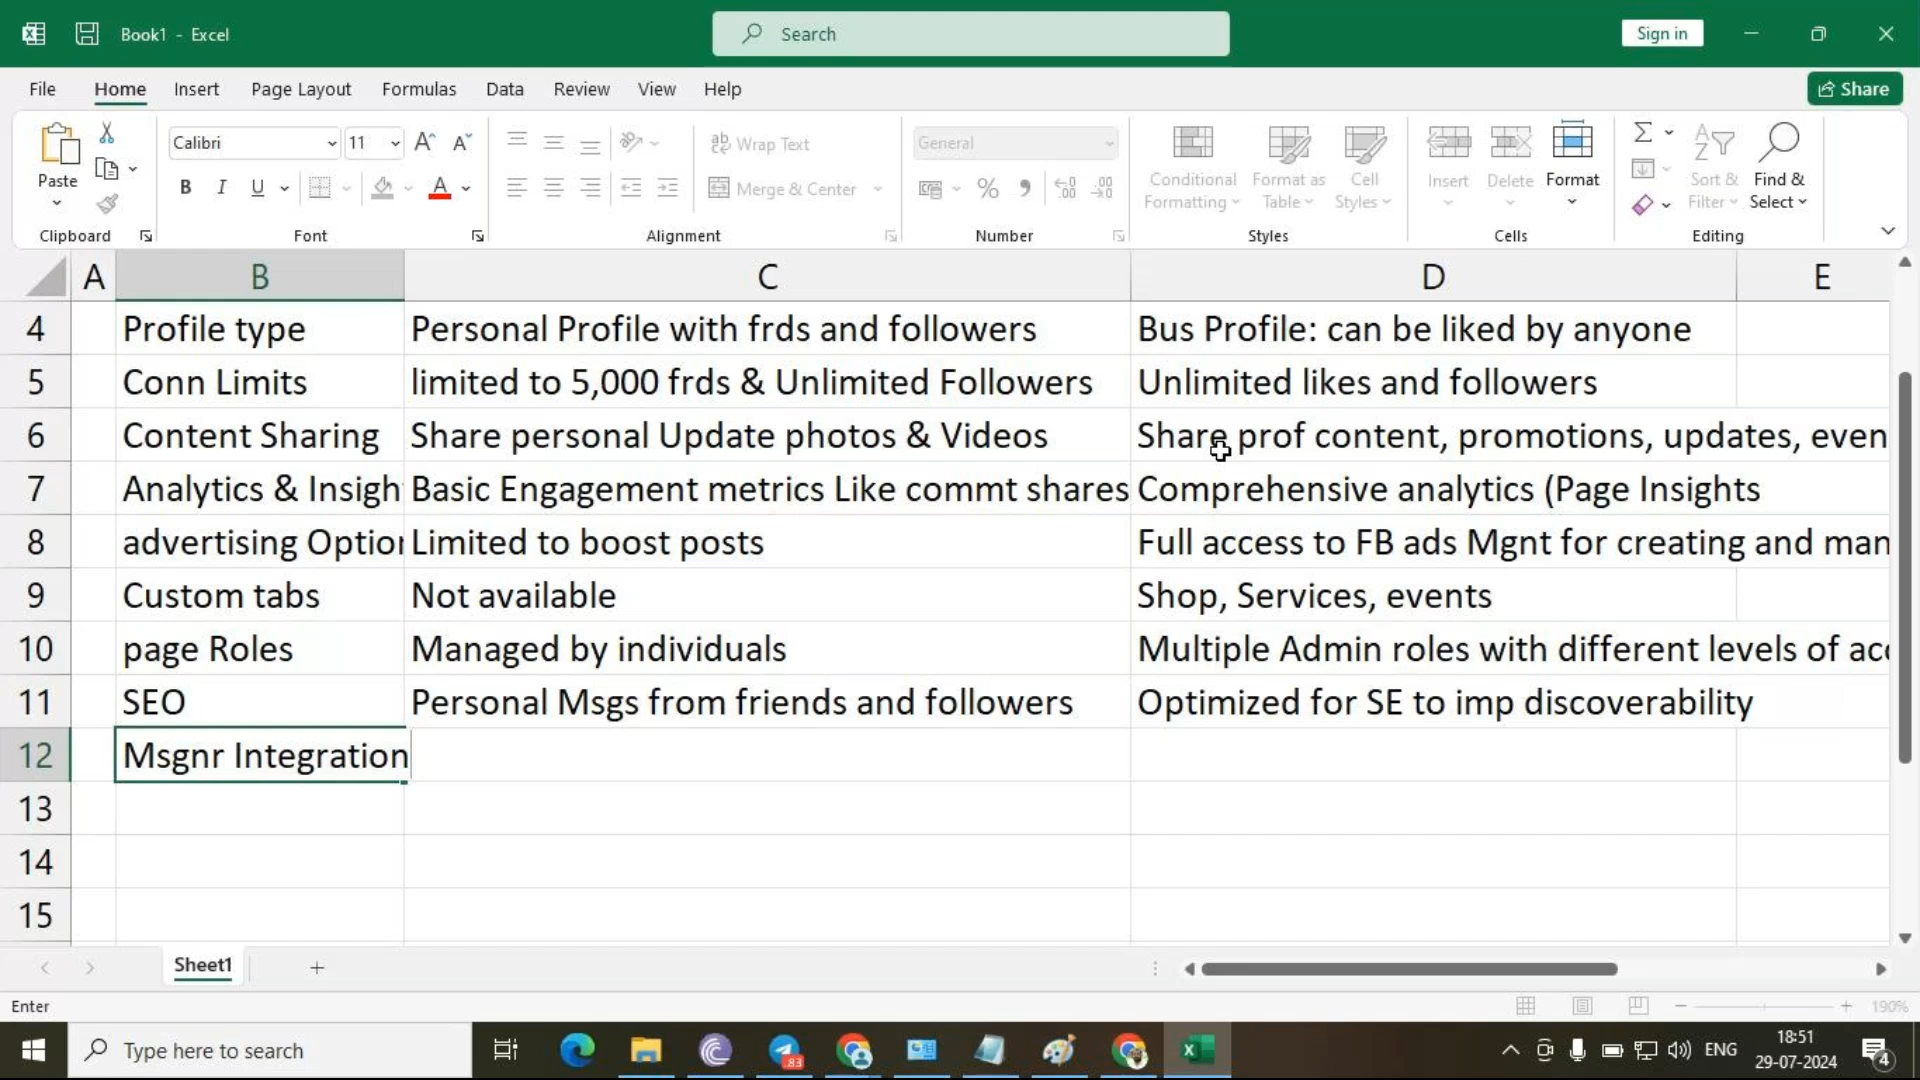 Book1 - Excel
Search
Sign in
File Home Insert Page Layout Formulas Data Review View Help
Share
Paste
Calibri 11
B I U A
ab Wrap Text
Merge & Center
General
% 9
Conditional Formatting
Format as Table
Cell Styles
Insert
Delete
Format
Sort & Filter
Find & Select
Clipboard Font Alignment Number Styles Cells Editing
A B C D E
4 Profile type Personal Profile with frds and followers Bus Profile: can be liked by anyone
5 Conn Limits limited to 5,000 frds & Unlimited Followers Unlimited likes and followers
6 Content Sharing Share personal Update photos & Videos Share prof content, promotions, updates, even
7 Analytics & Insigh Basic Engagement metrics Like commt shares Comprehensive analytics (Page Insights
8 advertising Option Limited to boost posts Full access to FB ads Mgnt for creating and man
9 Custom tabs Not available Shop, Services, events
10 page Roles Managed by individuals Multiple Admin roles with different levels of acc
11 SEO Personal Msgs from friends and followers Optimized for SE to imp discoverability
12 Msgnr Integration
13
14
15
Sheet1
Enter
190%
Type here to search
83
ENG
18:51
29-07-2024
4